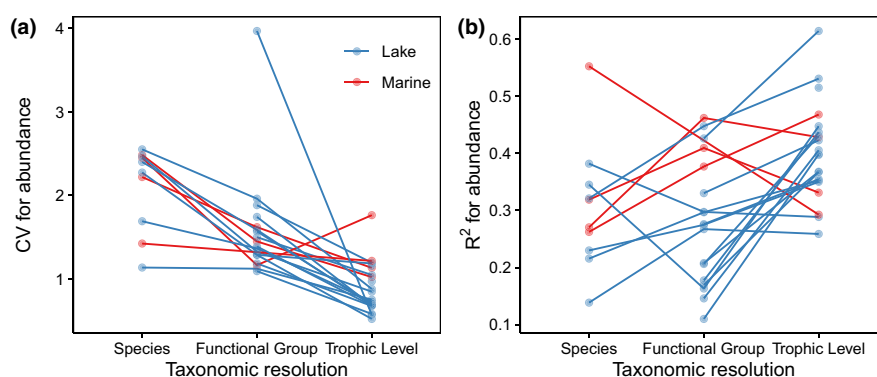 (a)
4
3
2
1
CV for abundance
Lake
Marine
Species Functional Group Trophic Level
Taxonomic resolution
(b)
0.6
0.5
0.4
0.3
0.2
0.1
R² for abundance
Species Functional Group Trophic Level
Taxonomic resolution